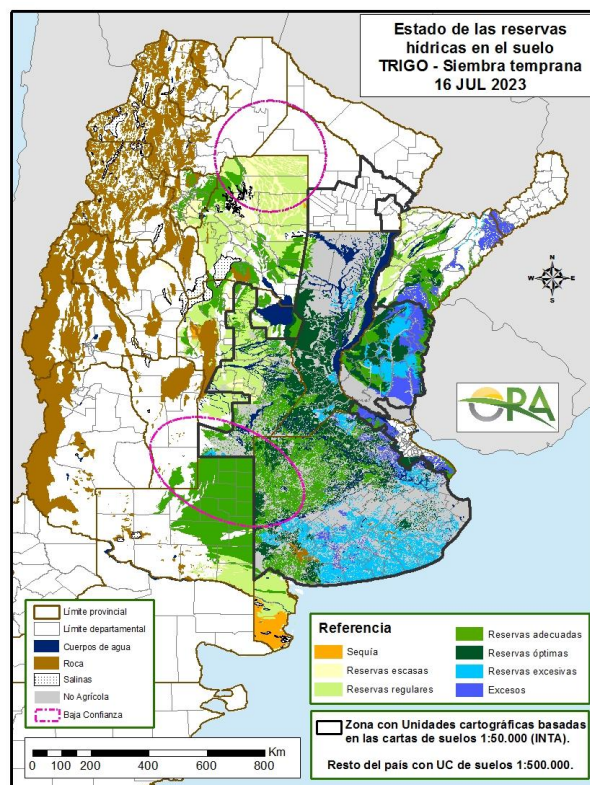 Estado de las reservas
hídricas en el suelo
TRIGO - Siembra temprana
16 JUL 2023
N
W
E
S
ORA
Límite provincial
Límite departamental
Cuerpos de agua
Roca
Salinas
No Agrícola
Baja Confianza
Referencia
Sequía
Reservas escasas
Reservas regulares
Reservas adecuadas
Reservas óptimas
Reservas excesivas
Excesos
Zona con Unidades cartográficas basadas
en las cartas de suelos 1:50.000 (INTA).
Resto del país con UC de suelos 1:500.000.
Km
0 100 200 400 600 800